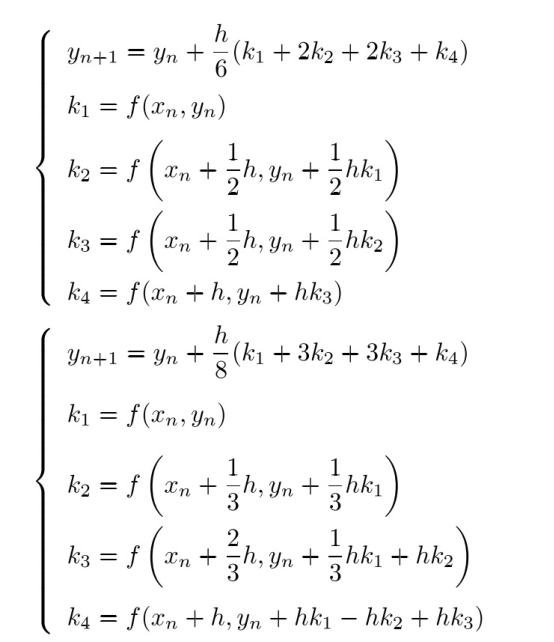 y_{n+1} = y_n + \frac{h}{6}(k_1 + 2k_2 + 2k_3 + k_4)
k_1 = f(x_n, y_n)
k_2 = f\left(x_n + \frac{1}{2}h, y_n + \frac{1}{2}hk_1\right)
k_3 = f\left(x_n + \frac{1}{2}h, y_n + \frac{1}{2}hk_2\right)
k_4 = f(x_n + h, y_n + hk_3)
y_{n+1} = y_n + \frac{h}{8}(k_1 + 3k_2 + 3k_3 + k_4)
k_1 = f(x_n, y_n)
k_2 = f\left(x_n + \frac{1}{3}h, y_n + \frac{1}{3}hk_1\right)
k_3 = f\left(x_n + \frac{2}{3}h, y_n + \frac{1}{3}hk_1 + hk_2\right)
k_4 = f(x_n + h, y_n + hk_1 - hk_2 + hk_3)